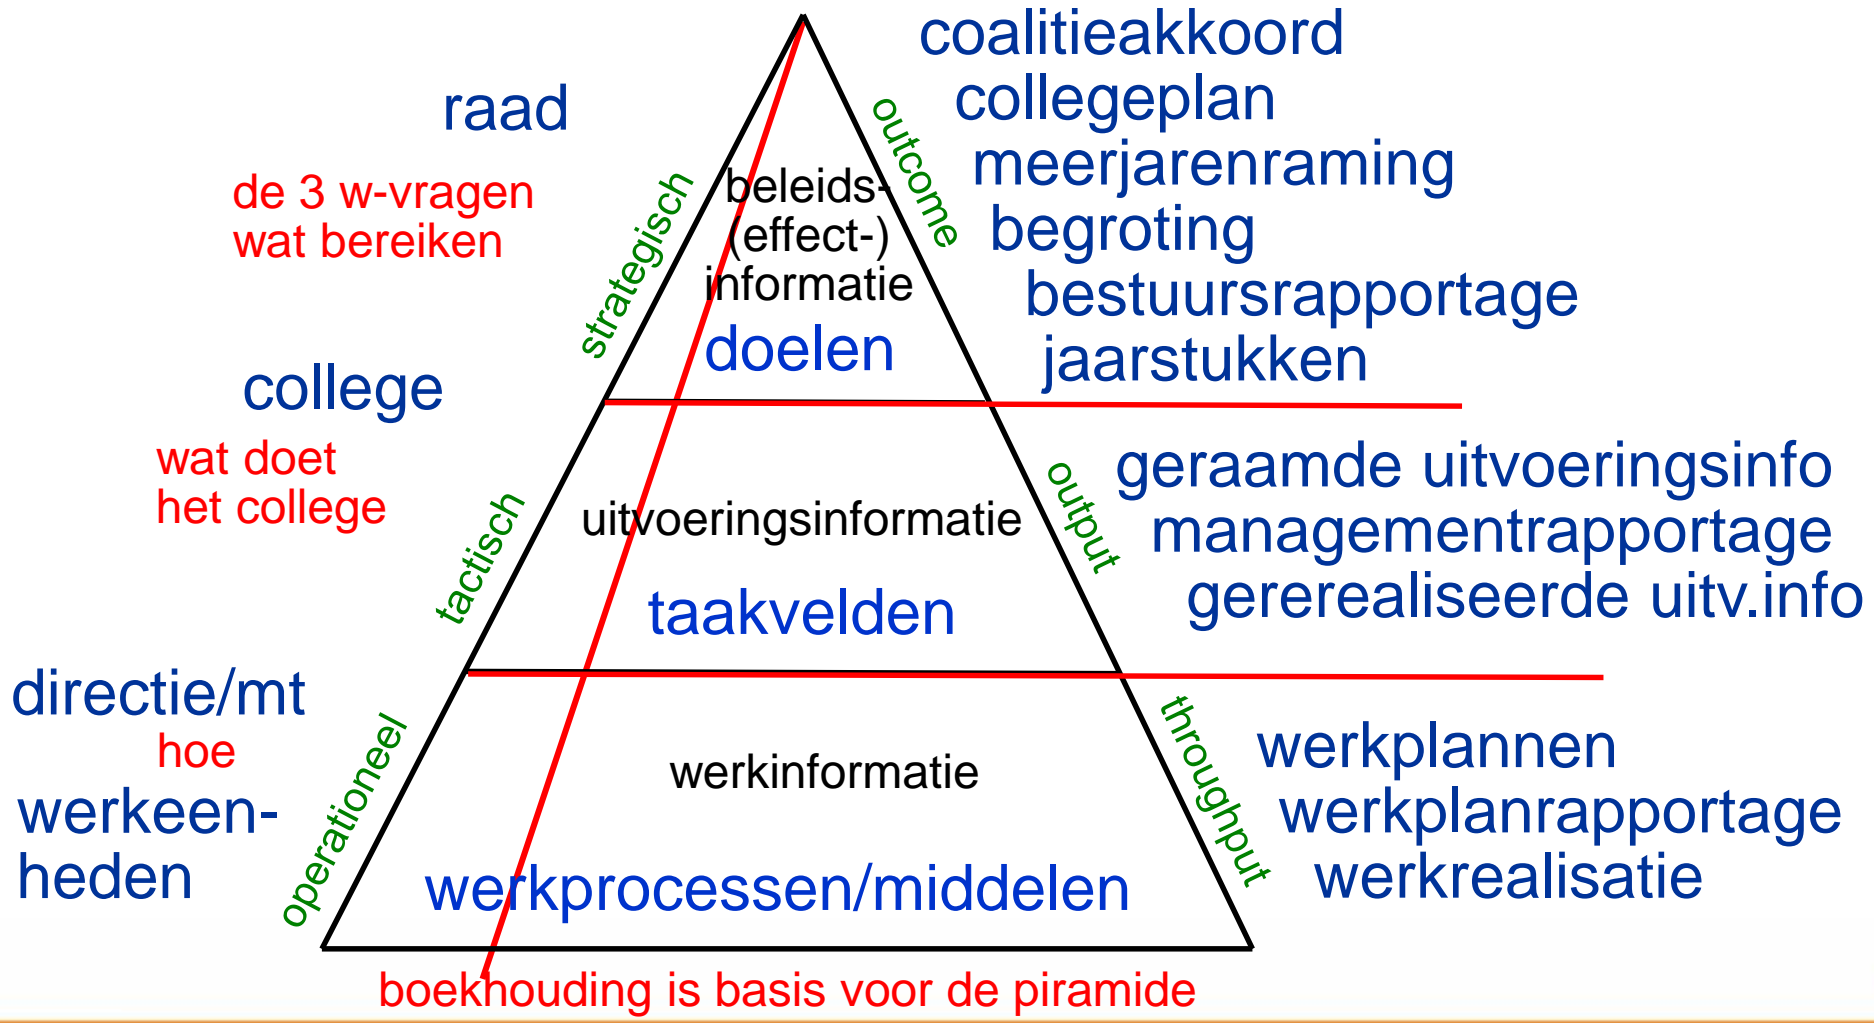 coalitieakkoord
collegeplan
meerjarenraming
begroting
bestuursrapportage
jaarstukken
raad
de 3 w-vragen
wat bereiken
strategisch
outcome
beleids-
(effect-)
informatie
doelen
college
wat doet
het college
tactisch
output
uitvoeringsinformatie
taakvelden
geraamde uitvoeringsinfo
managementrapportage
gererealiseerde uitv.info
directie/mt
hoe
werkeen-
heden
operationeel
throughput
werkinformatie
werkprocessen/middelen
werkplannen
werkplanrapportage
werkrealisatie
boekhouding is basis voor de piramide